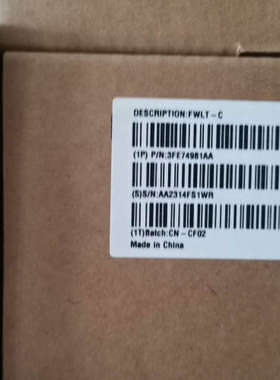 DESCRIPTION:FWLT-C
(1P) P/N:3FE74981AA
(S)S/N:AA2314FS1WR
(1T)Batch:CN-CF02
Made in China